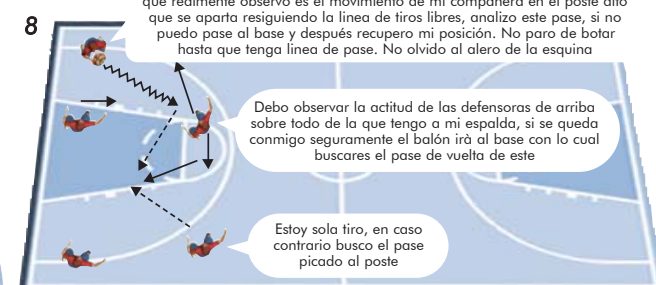 que realmente observo es el movimiento de mi compañera en el poste alto
8
que se aparta resiguiendo la linea de tiros libres, analizo este pase, si no
puedo pase al base y después recupero mi posición. No paro de botar
hasta que tenga linea de pase. No olvido al alero de la esquina
Debo observar la actitud de las defensoras de arriba
sobre todo de la que tengo a mi espalda, si se queda
conmigo seguramente el balón irà al base con lo cual
buscares el pase de vuelta de este
Estoy sola tiro, en caso
contrario busco el pase
picado al poste